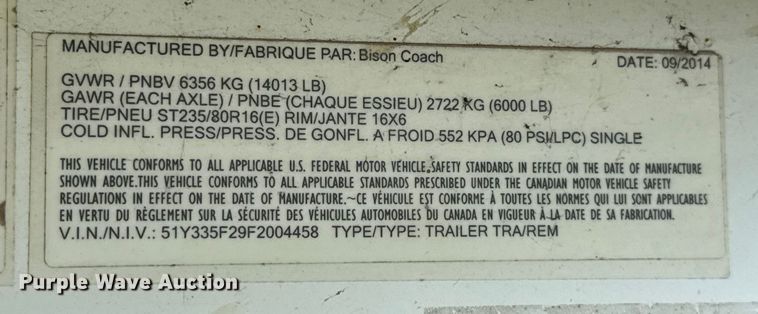 MANUFACTURED BY/FABRIQUE PAR: Bison Coach
DATE: 09/2014
GVWR / PNBV 6356 KG (14013 LB)
GAWR (EACH AXLE) / PNBE (CHAQUE ESSIEU) 2722 KG (6000 LB)
TIRE/PNEU ST235/80R16(E) RIM/JANTE 16X6
COLD INFL. PRESS/PRESS. DE GONFL. A FROID 552 KPA (80 PSI/LPC) SINGLE
THIS VEHICLE CONFORMS TO ALL APPLICABLE U.S. FEDERAL MOTOR VEHICLE SAFETY STANDARDS IN EFFECT ON THE DATE OF MANUFACTURE
SHOWN ABOVE.THIS VEHICLE CONFORMS TO ALL APPLICABLE STANDARDS PRESCRIBED UNDER THE CANADIAN MOTOR VEHICLE SAFETY
REGULATIONS IN EFFECT ON THE DATE OF MANUFACTURE.~CE VÉHICULE EST CONFORME À TOUTES LES NORMES QUI LUI SONT APPLICABLES
EN VERTU DU RÈGLEMENT SUR LA SÉCURITÉ DES VÉHICULES AUTOMOBILES DU CANADA EN VIGUEUR À LA DATE DE SA FABRICATION.
V.I.N./N.I.V.: 51Y335F29F2004458 TYPE/TYPE: TRAILER TRA/REM
Purple Wave Auction